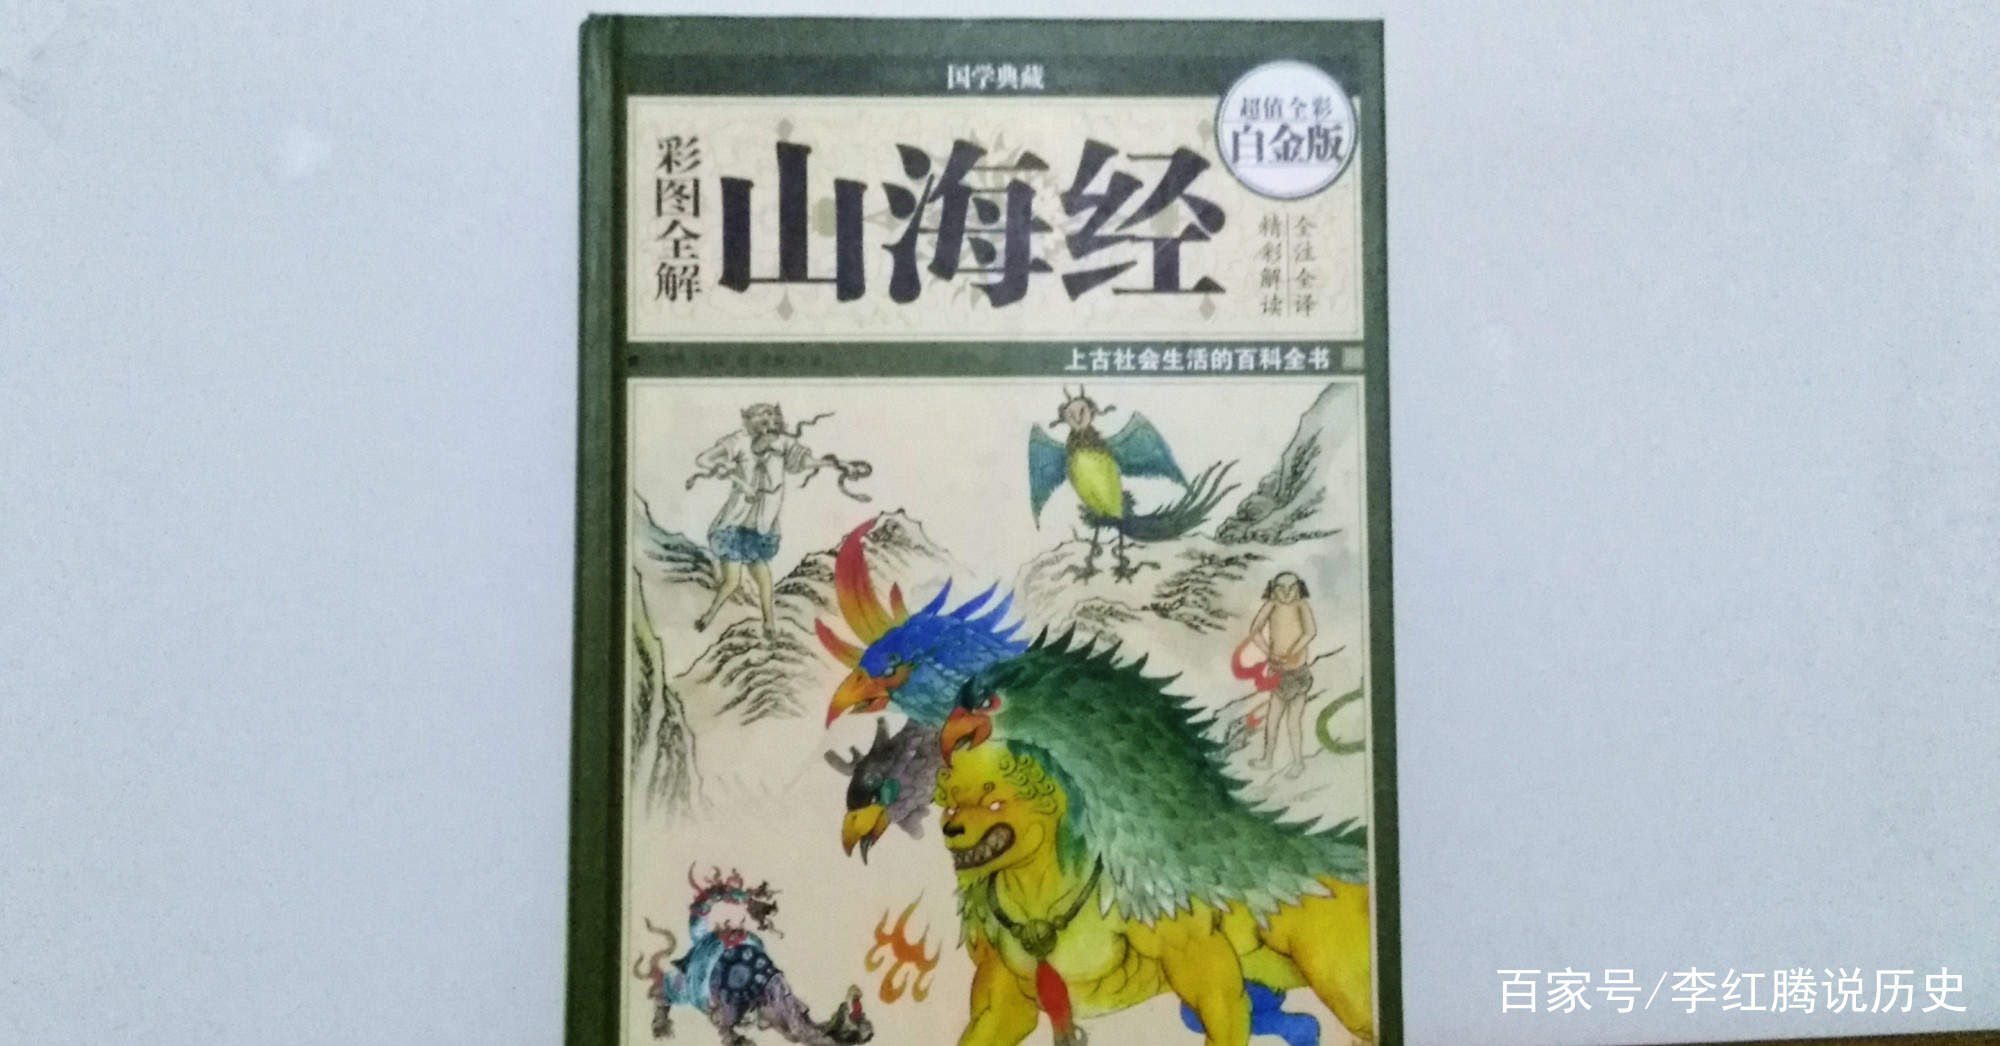 国学典藏
超值全彩
白金版
彩图全解
山海经
全注全译
精彩解读
上古社会生活的百科全书
百家号/李红腾说历史